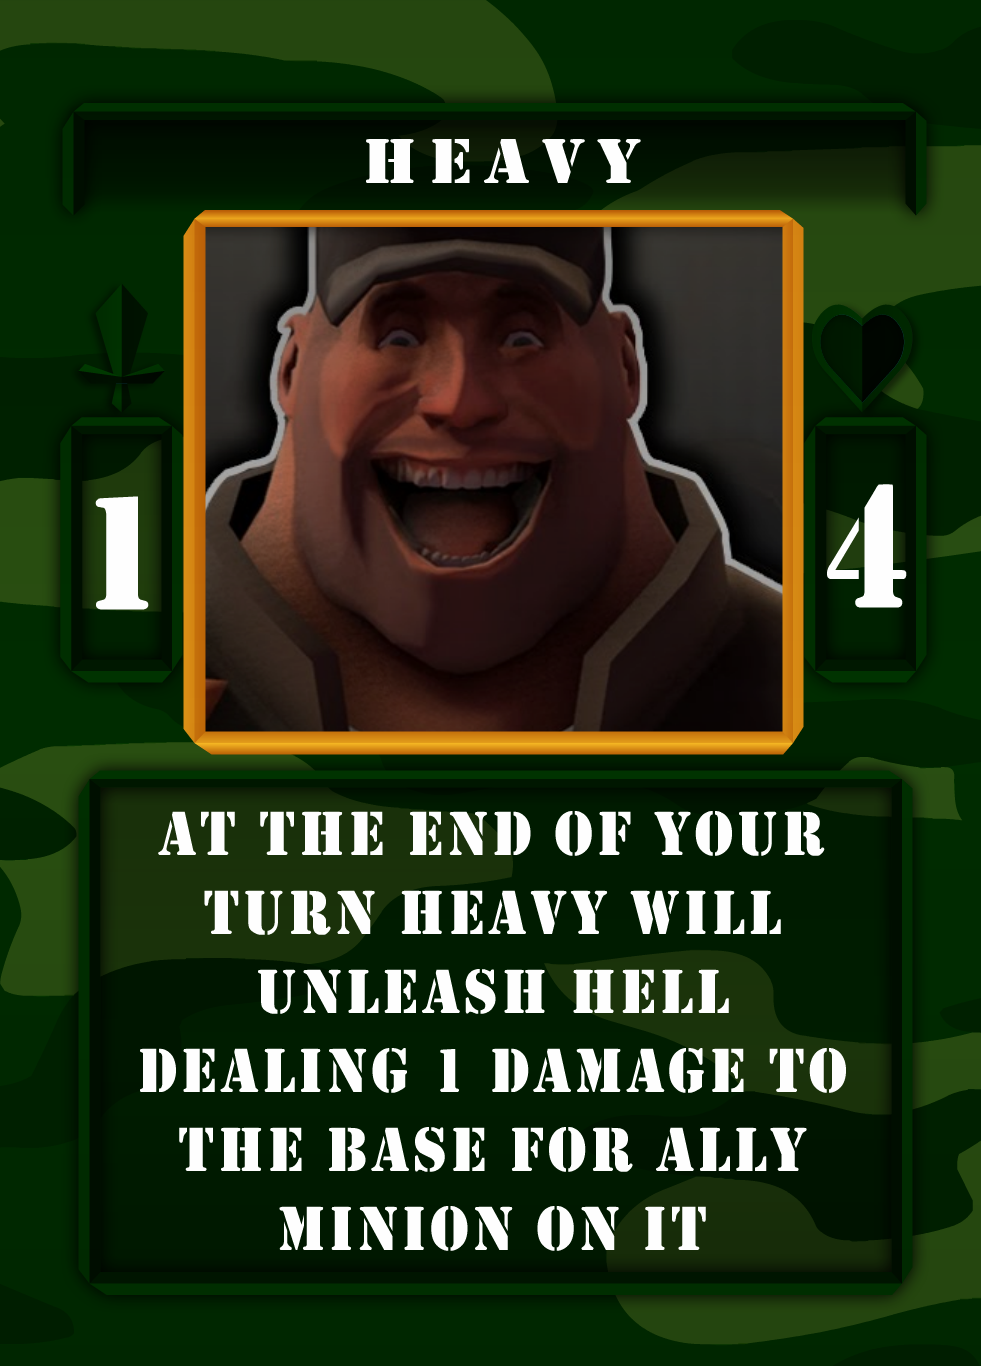 HEAVY
1
4
AT THE END OF YOUR
TURN HEAVY WILL
UNLEASH HELL
DEALING 1 DAMAGE TO
THE BASE FOR ALLY
MINION ON IT